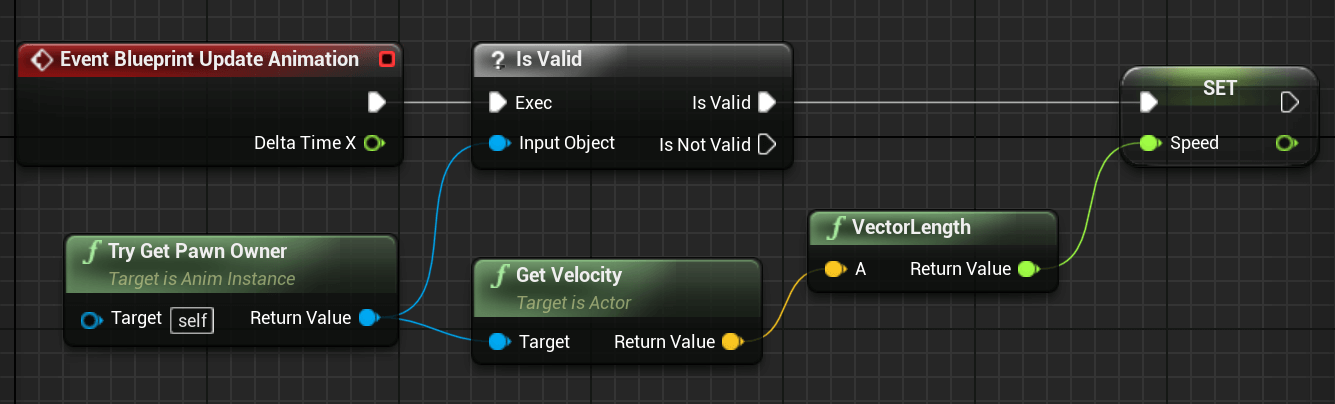 Event Blueprint Update Animation
Delta Time X
? Is Valid
Exec Is Valid
Input Object Is Not Valid
SET
Speed
f Try Get Pawn Owner
Target is Anim Instance
Target self Return Value
f Get Velocity
Target is Actor
Target Return Value
f VectorLength
A Return Value